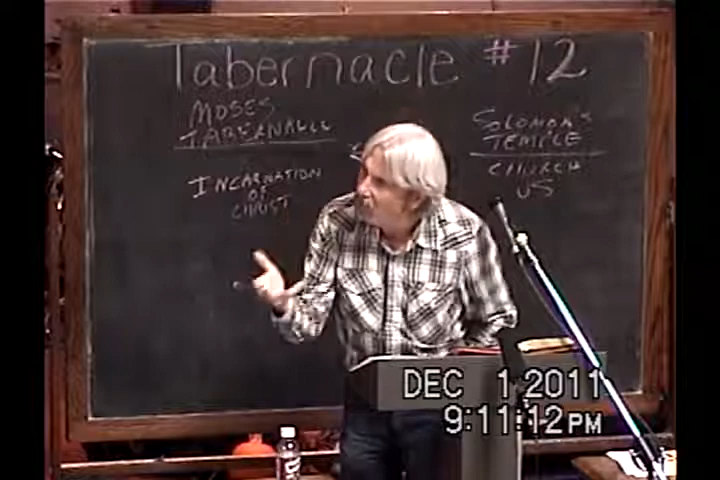 Tabernacle #12
MOSES
TABERNACLE
INCARNATION
OF
CHRIST
SOLOMON'S
TEMPLE
CHURCH
US
DEC 1 2011
9:11:12 PM